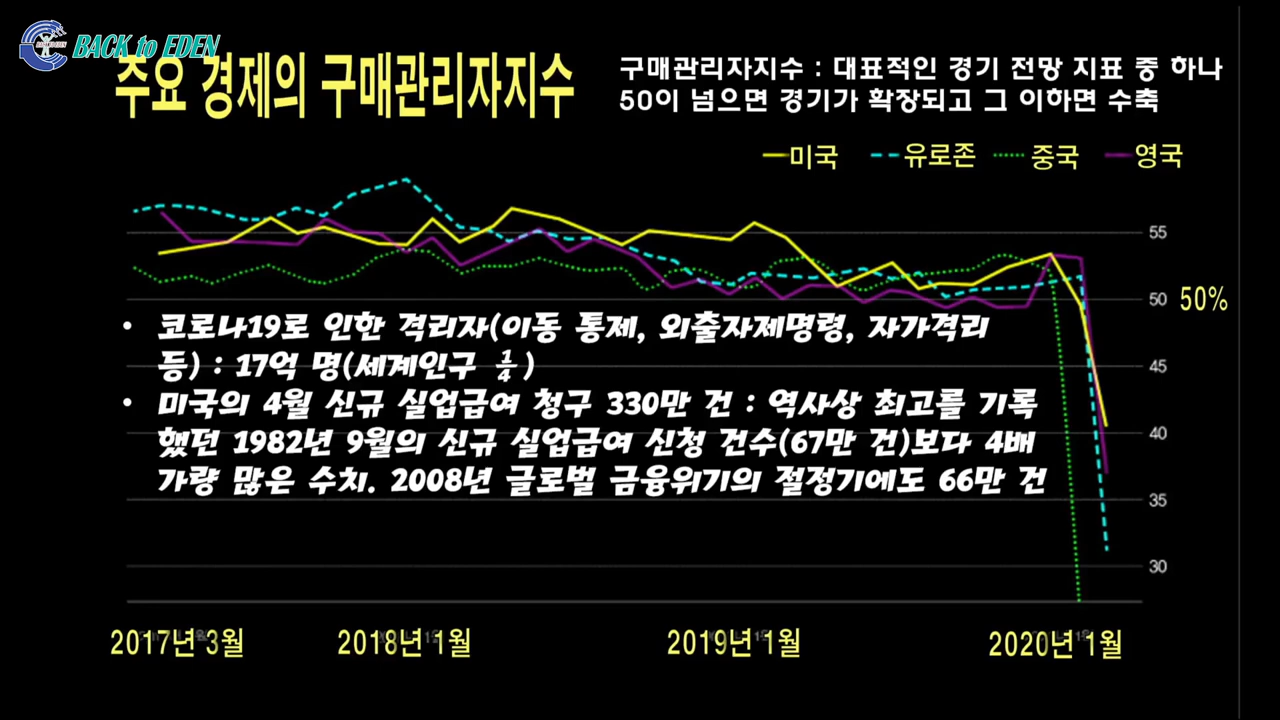 BACK to EDEN
주요 경제의 구매관리자지수
구매관리자지수 : 대표적인 경기 전망 지표 중 하나
50이 넘으면 경기가 확장되고 그 이하면 수축
미국 유로존 중국 영국
55
50 50%
• 코로나19로 인한 격리자(이동 통제, 외출자제명령, 자가격리
등) : 17억 명(세계인구 ¼)
45
• 미국의 4월 신규 실업급여 청구 330만 건 : 역사상 최고를 기록
했던 1982년 9월의 신규 실업급여 신청 건수(67만 건)보다 4배
40
가량 많은 수치. 2008년 글로벌 금융위기의 절정기에도 66만 건
35
30
2017년 3월 2018년 1월 2019년 1월 2020년 1월